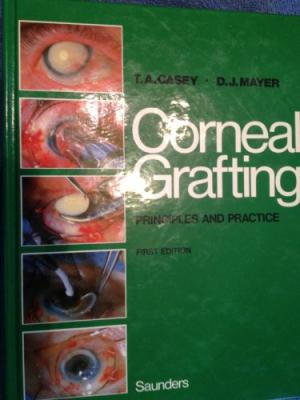 T.A.CASEY · D.J.MAYER
Corneal
Grafting
PRINCIPLES AND PRACTICE
FIRST EDITION
Saunders